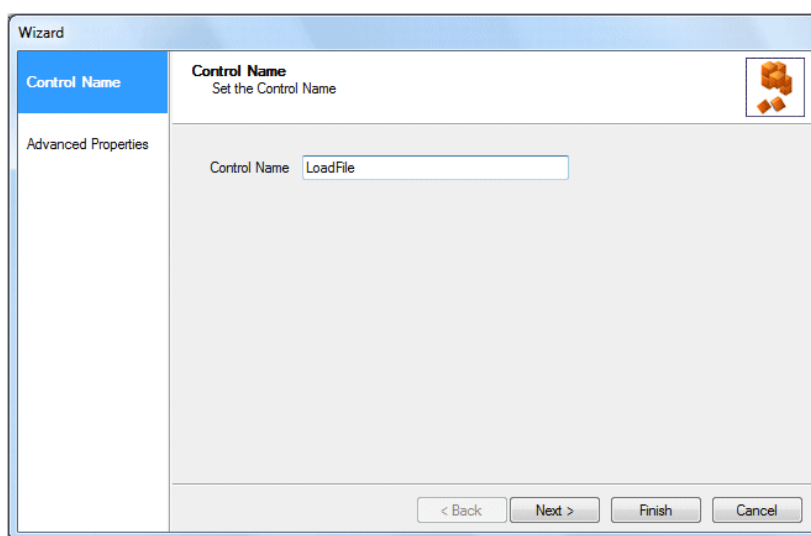 Wizard
Control Name
Advanced Properties
Control Name
Set the Control Name
Control Name LoadFile
< Back Next > Finish Cancel